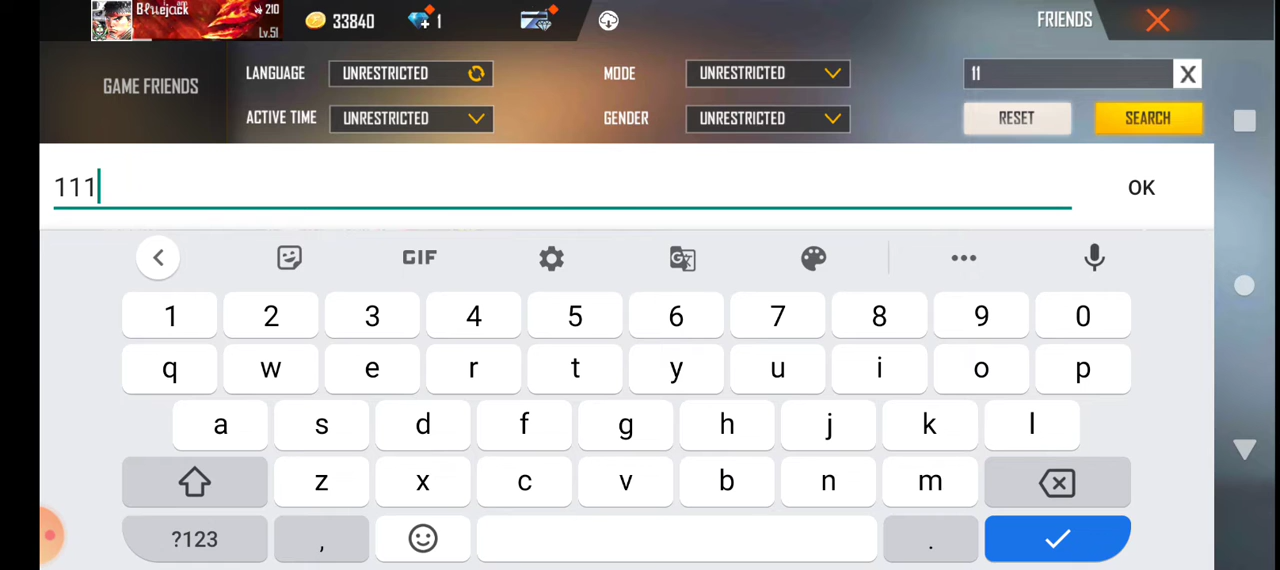 Bluejack 210
Lv.51
33840
1
FRIENDS
GAME FRIENDS
LANGUAGE UNRESTRICTED
MODE UNRESTRICTED
11 X
ACTIVE TIME UNRESTRICTED
GENDER UNRESTRICTED
RESET
SEARCH
111
OK
GIF
1 2 3 4 5 6 7 8 9 0
q w e r t y u i o p
a s d f g h j k l
z x c v b n m
?123 , .